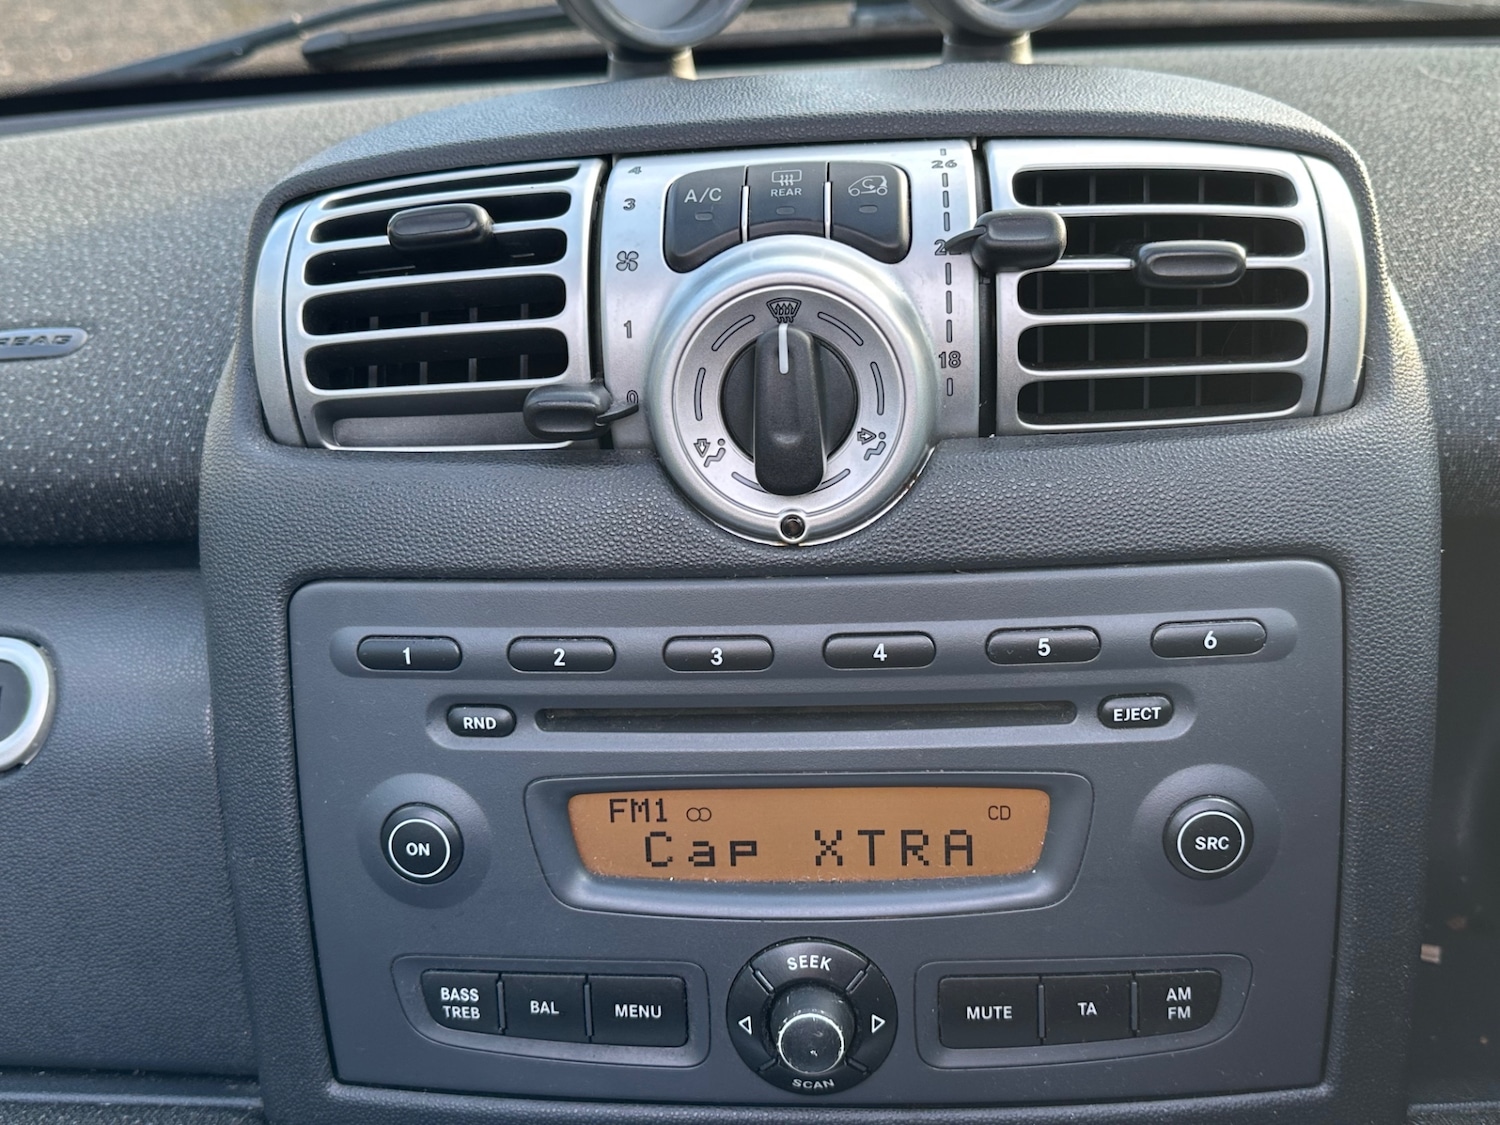 4
3
1
0
A/C
REAR
26
18
1
2
3
4
5
6
RND
EJECT
FM1
CD
Cap XTRA
ON
SRC
BASS
TREB
BAL
MENU
SEEK
SCAN
MUTE
TA
AM
FM